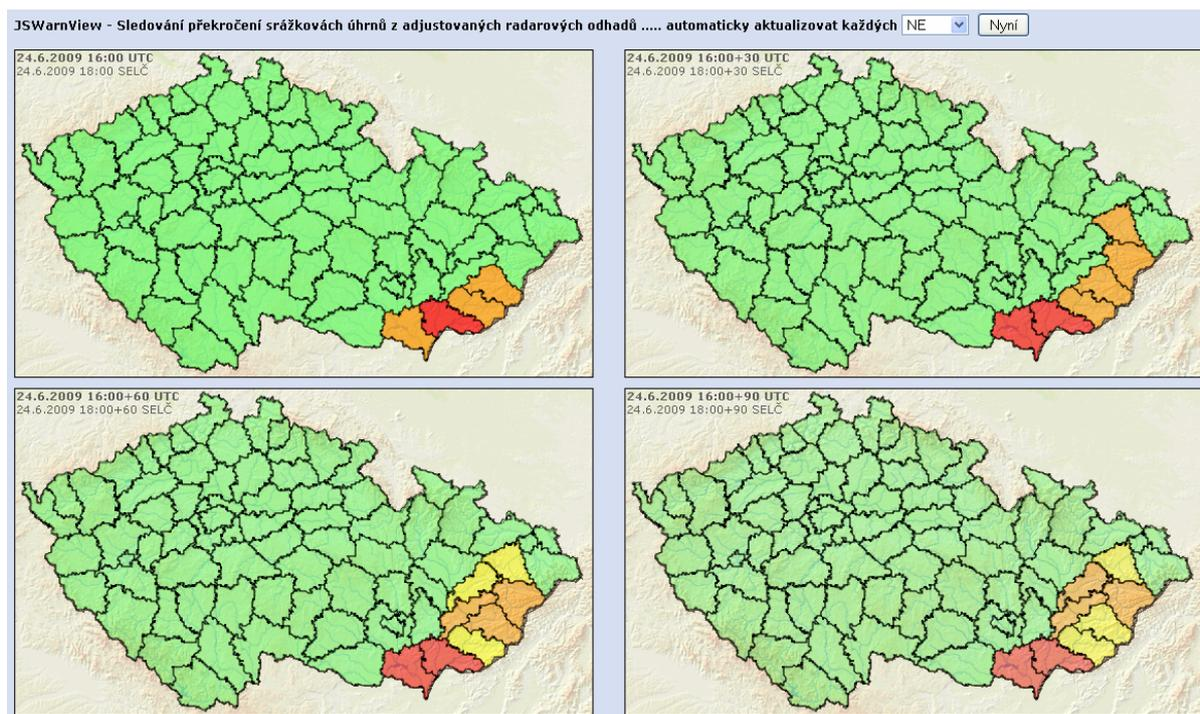 JSWarnView - Sledování překročení srážkovách úhrnů z adjustovaných radarových odhadů ..... automaticky aktualizovat každých NE Nyní
24.6.2009 16:00 UTC
24.6.2009 18:00 SELČ
24.6.2009 16:00+30 UTC
24.6.2009 18:00+30 SELČ
24.6.2009 16:00+60 UTC
24.6.2009 18:00+60 SELČ
24.6.2009 16:00+90 UTC
24.6.2009 18:00+90 SELČ